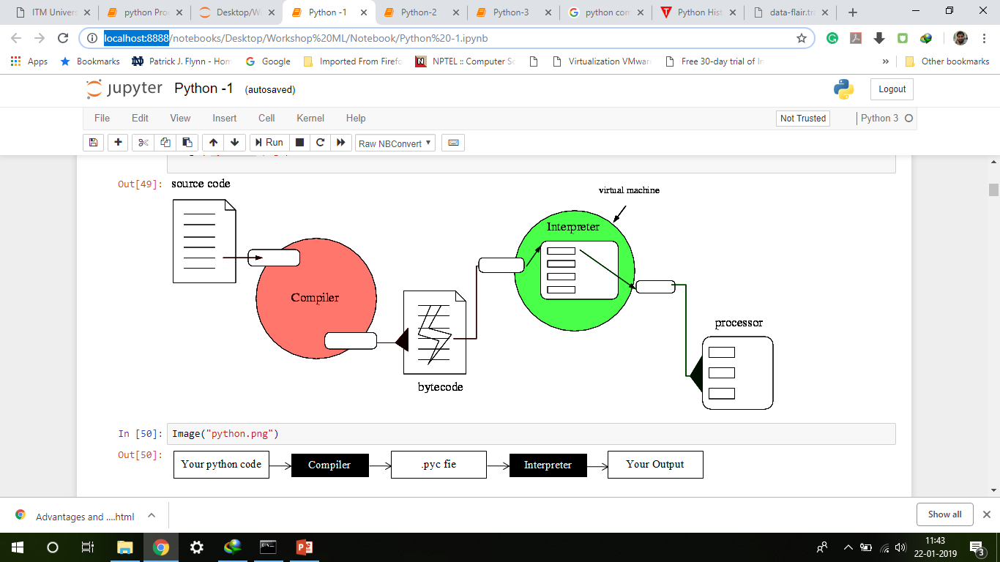 ITM Univers
python Pro
Desktop/Wo
Python -1
Python-2
Python-3
python com
Python Hist
data-flair.tra
localhost:8888/notebooks/Desktop/Workshop%20ML/Notebook/Python%20-1.ipynb
Apps
Bookmarks
Patrick J. Flynn - Hom
Google
Imported From Firefo
NPTEL :: Computer Sc
Virtualization VMwar
Free 30-day trial of In
»
Other bookmarks
jupyter Python -1 (autosaved)
Logout
File Edit View Insert Cell Kernel Help
Not Trusted
Python 3
Run
Raw NBConvert
Out[49]:
source code
virtual machine
Interpreter
Compiler
processor
bytecode
In [50]: Image("python.png")
Out[50]:
Your python code
Compiler
.pyc fie
Interpreter
Your Output
Advantages and ....html
Show all
11:43
22-01-2019
3